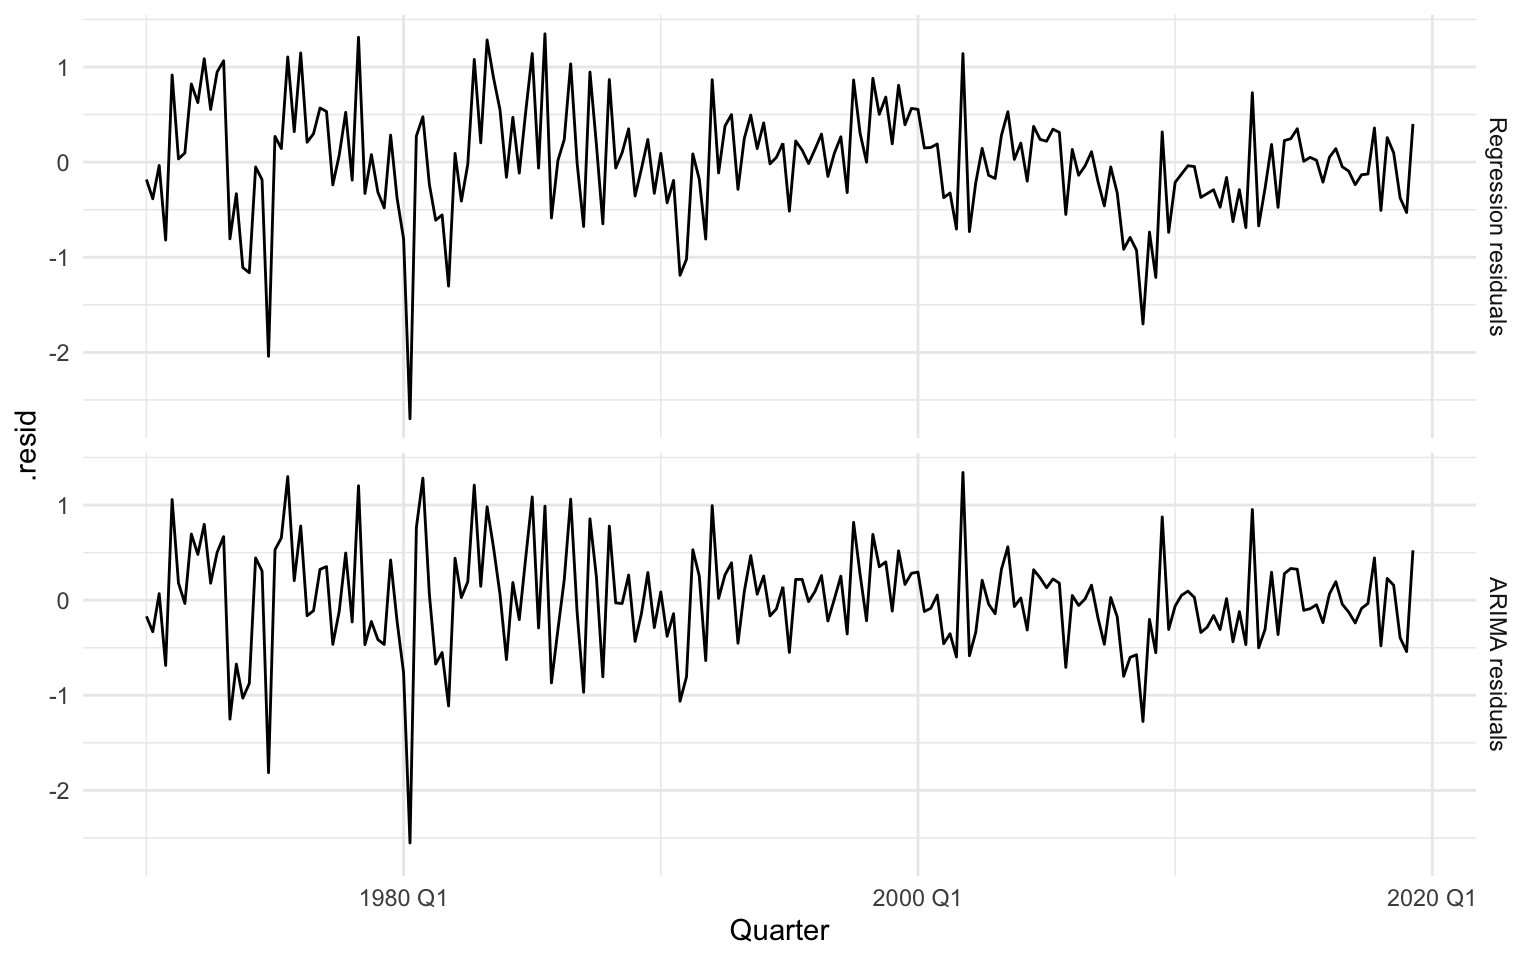 1
0
-1
-2
Regression residuals
.resid
1
0
-1
-2
ARIMA residuals
1980 Q1
2000 Q1
2020 Q1
Quarter